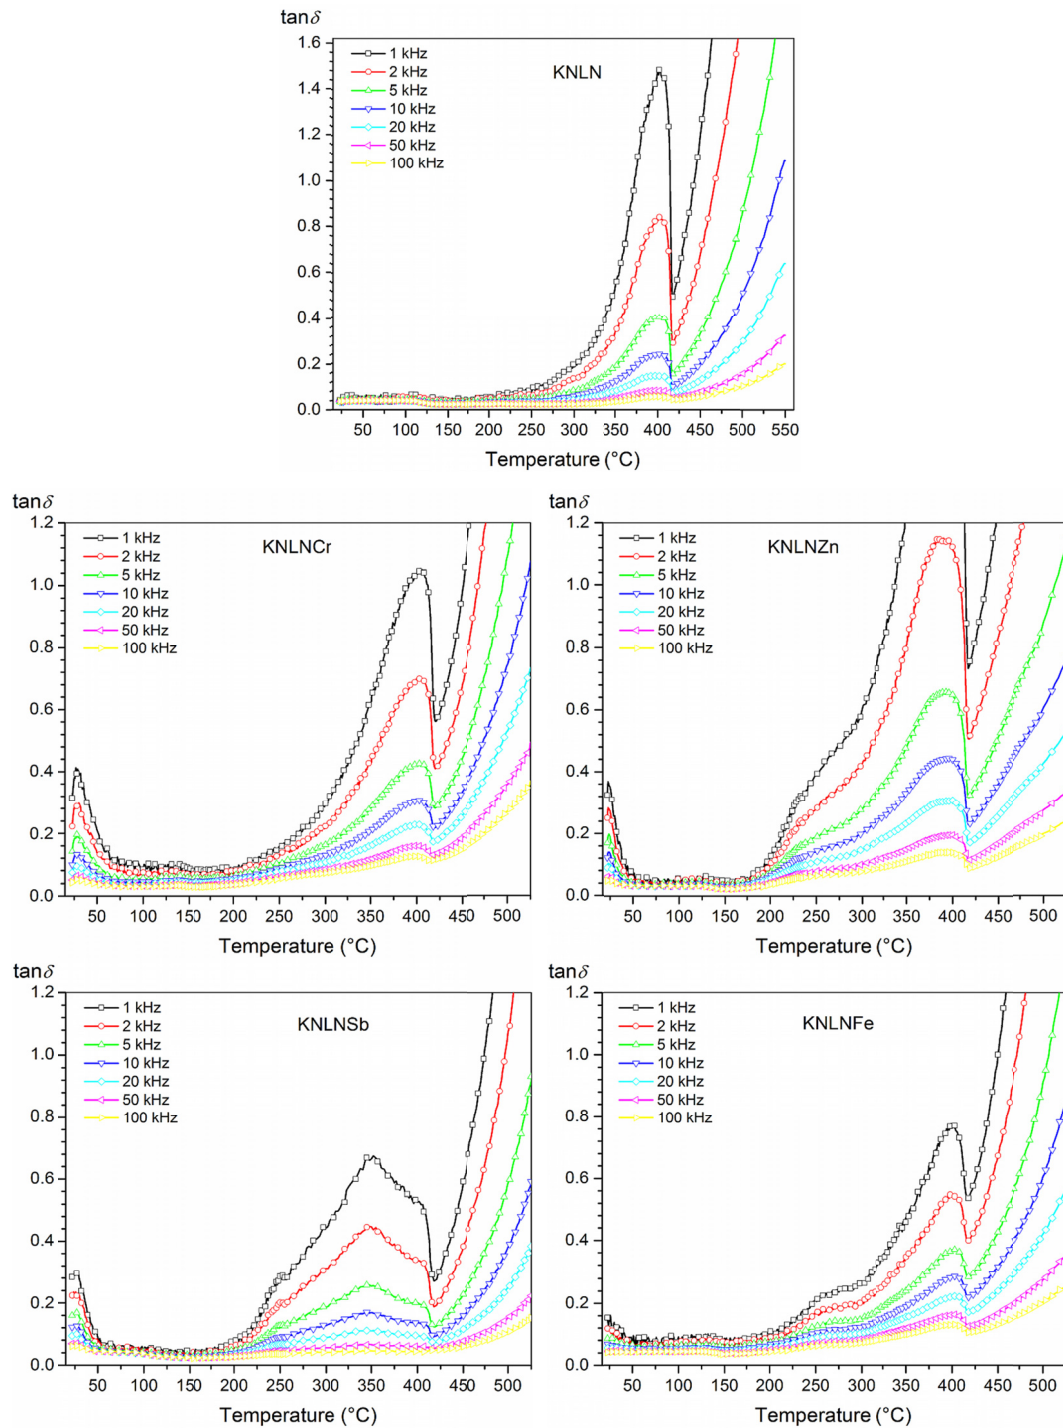 tanδ
KNLN
1 kHz
2 kHz
5 kHz
10 kHz
20 kHz
50 kHz
100 kHz
1.6
1.4
1.2
1.0
0.8
0.6
0.4
0.2
0.0
50 100 150 200 250 300 350 400 450 500 550
Temperature (°C)
tanδ
KNLNCr
1 kHz
2 kHz
5 kHz
10 kHz
20 kHz
50 kHz
100 kHz
1.2
1.0
0.8
0.6
0.4
0.2
0.0
50 100 150 200 250 300 350 400 450 500
Temperature (°C)
tanδ
KNLNZn
1 kHz
2 kHz
5 kHz
10 kHz
20 kHz
50 kHz
100 kHz
1.2
1.0
0.8
0.6
0.4
0.2
0.0
50 100 150 200 250 300 350 400 450 500
Temperature (°C)
tanδ
KNLNSb
1 kHz
2 kHz
5 kHz
10 kHz
20 kHz
50 kHz
100 kHz
1.2
1.0
0.8
0.6
0.4
0.2
0.0
50 100 150 200 250 300 350 400 450 500
Temperature (°C)
tanδ
KNLNFe
1 kHz
2 kHz
5 kHz
10 kHz
20 kHz
50 kHz
100 kHz
1.2
1.0
0.8
0.6
0.4
0.2
0.0
50 100 150 200 250 300 350 400 450 500
Temperature (°C)